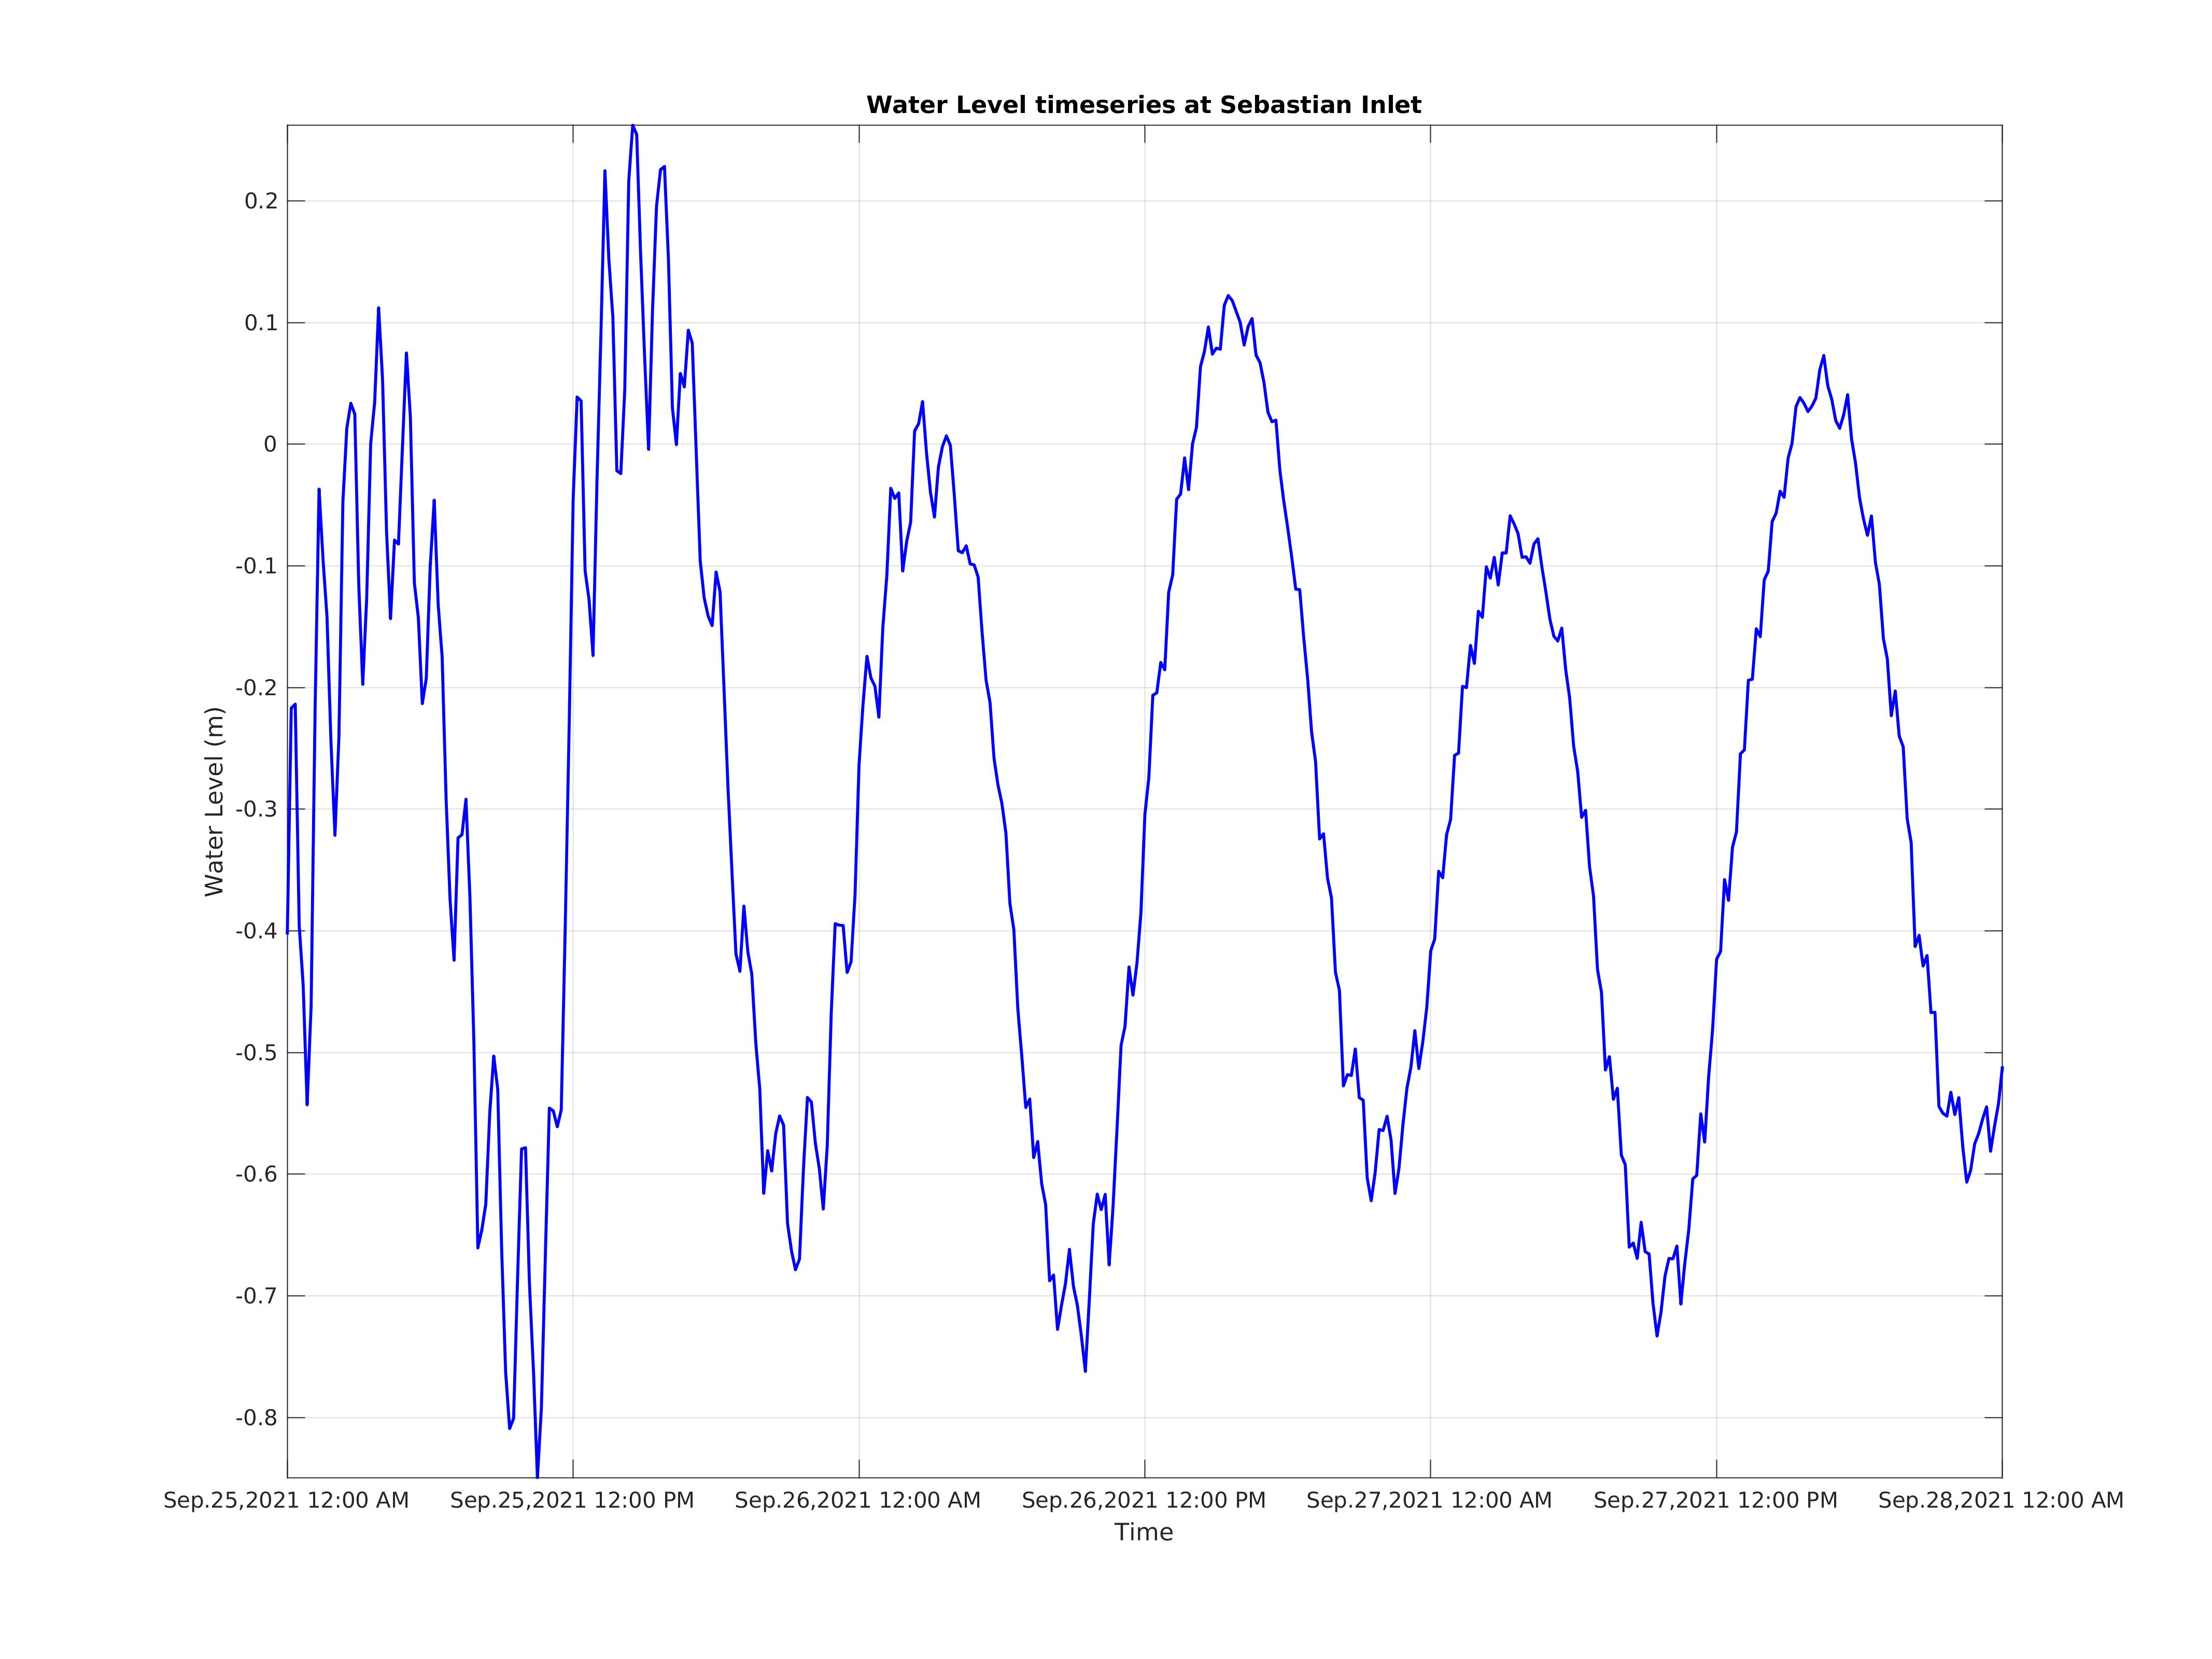 Water Level timeseries at Sebastian Inlet
0.2
0.1
0
-0.1
-0.2
-0.3
-0.4
-0.5
-0.6
-0.7
-0.8
Water Level (m)
Sep.25,2021 12:00 AM
Sep.25,2021 12:00 PM
Sep.26,2021 12:00 AM
Sep.26,2021 12:00 PM
Sep.27,2021 12:00 AM
Sep.27,2021 12:00 PM
Sep.28,2021 12:00 AM
Time